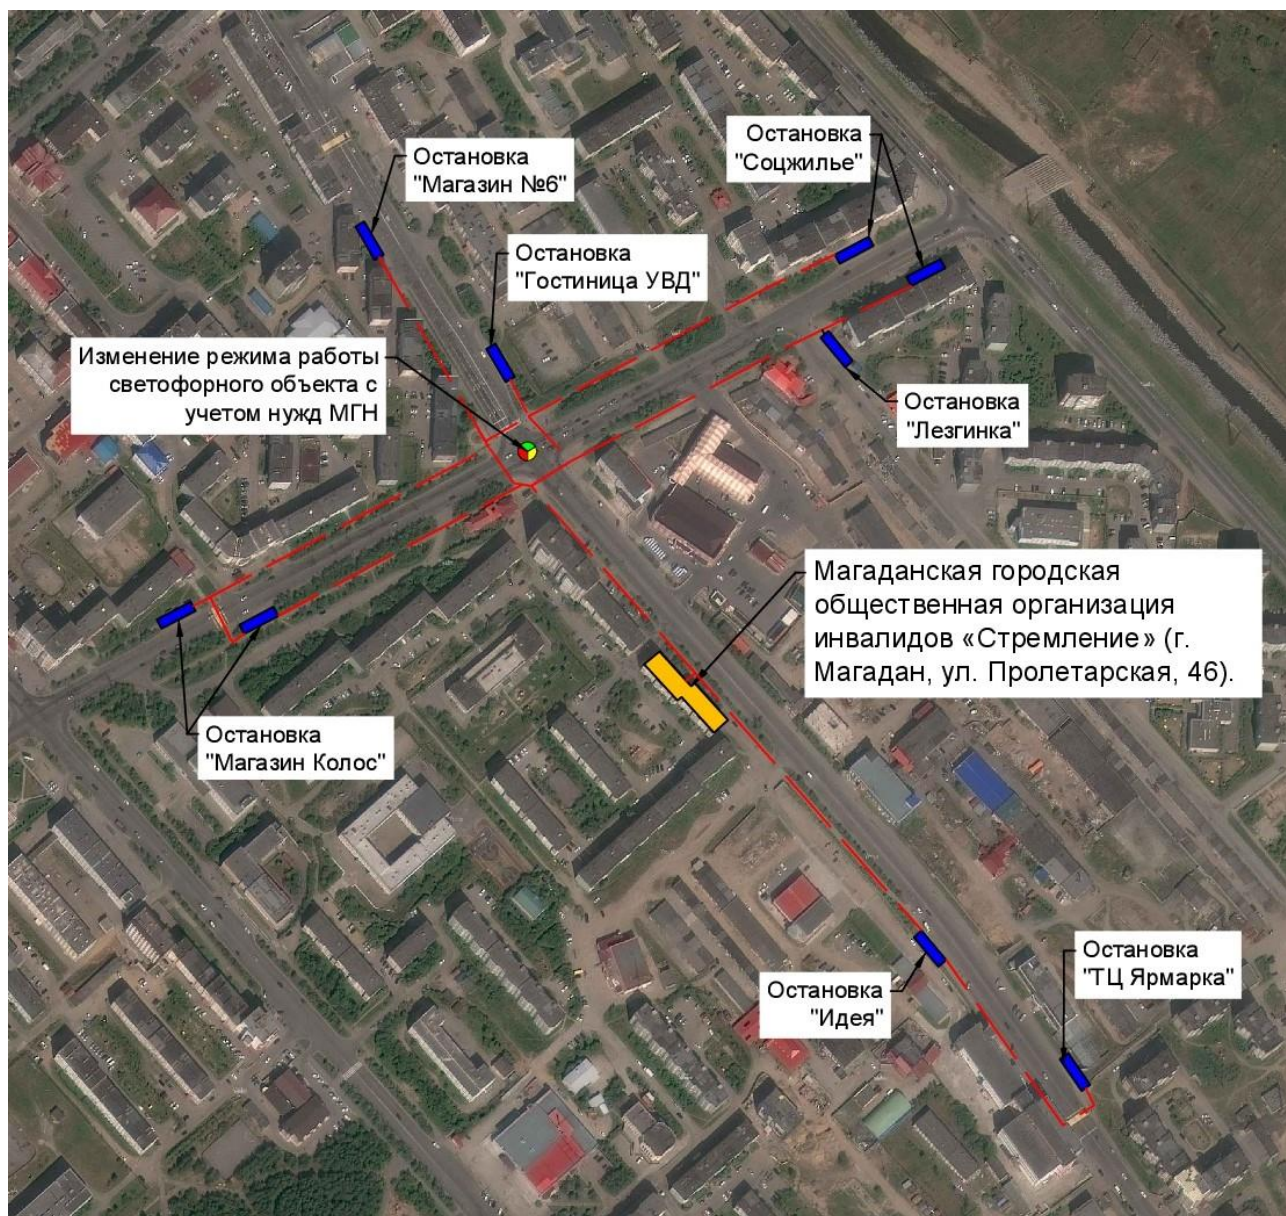 Остановка
"Соцжилье"
Остановка
"Магазин №6"
Остановка
"Гостиница УВД"
Изменение режима работы
светофорного объекта с
учетом нужд МГН
Остановка
"Лезгинка"
Магаданская городская
общественная организация
инвалидов «Стремление» (г.
Магадан, ул. Пролетарская, 46).
Остановка
"Магазин Колос"
Остановка
"ТЦ Ярмарка"
Остановка
"Идея"